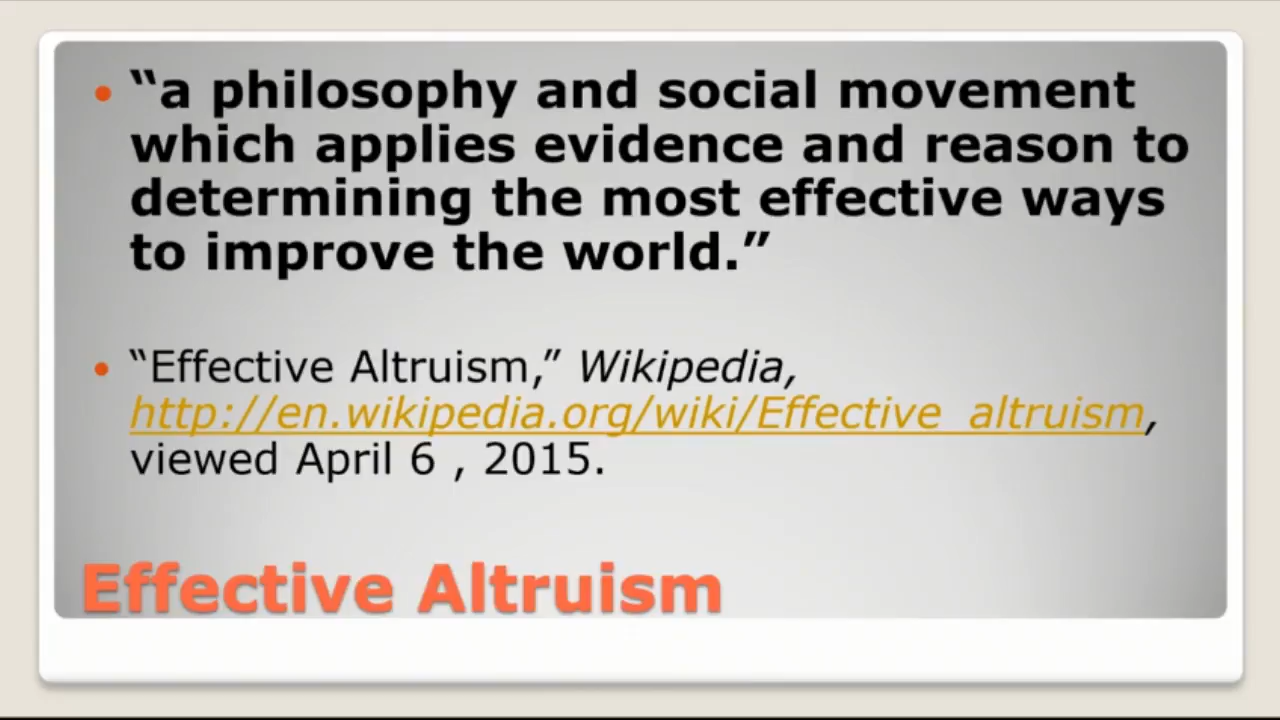 • “a philosophy and social movement
which applies evidence and reason to
determining the most effective ways
to improve the world.”
• “Effective Altruism,” Wikipedia,
http://en.wikipedia.org/wiki/Effective_altruism,
viewed April 6 , 2015.
Effective Altruism